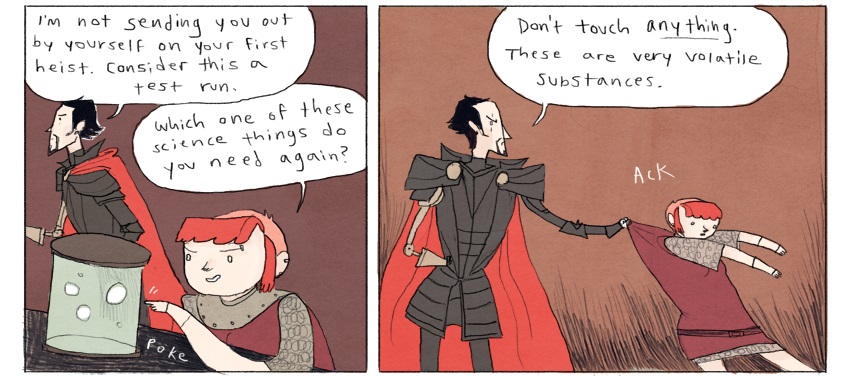 I'm not sending you out
by yourself on your first
heist. Consider this a
test run.
Which one of these
science things do
you need again?
Poke
Don't touch anything.
These are very volatile
substances.
Ack